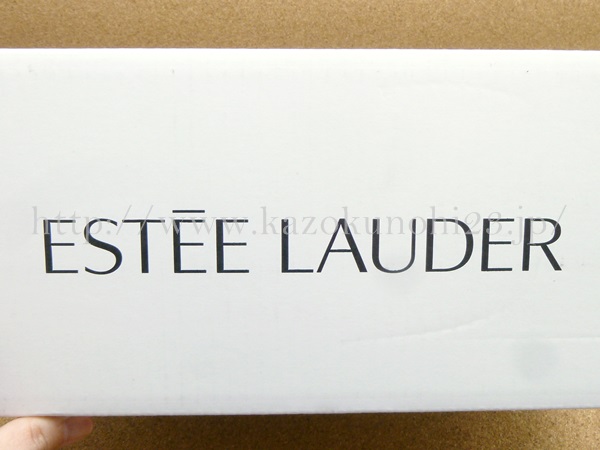 http://www.kazokunohi23.jp/
ESTĒE LAUDER